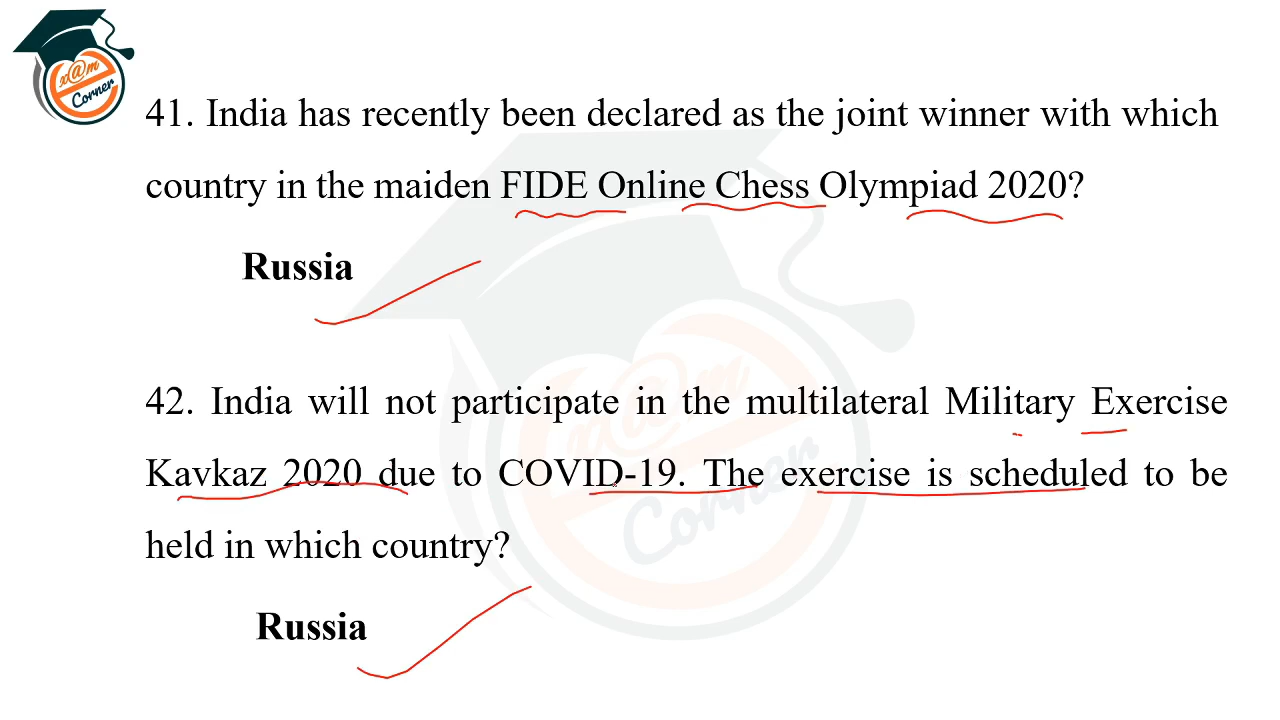 x@m
Corner
41. India has recently been declared as the joint winner with which
country in the maiden FIDE Online Chess Olympiad 2020?
Russia
x@m
42. India will not participate in the multilateral Military Exercise
Kavkaz 2020 due to COVID-19. The exercise is scheduled to be
Corner
held in which country?
Russia